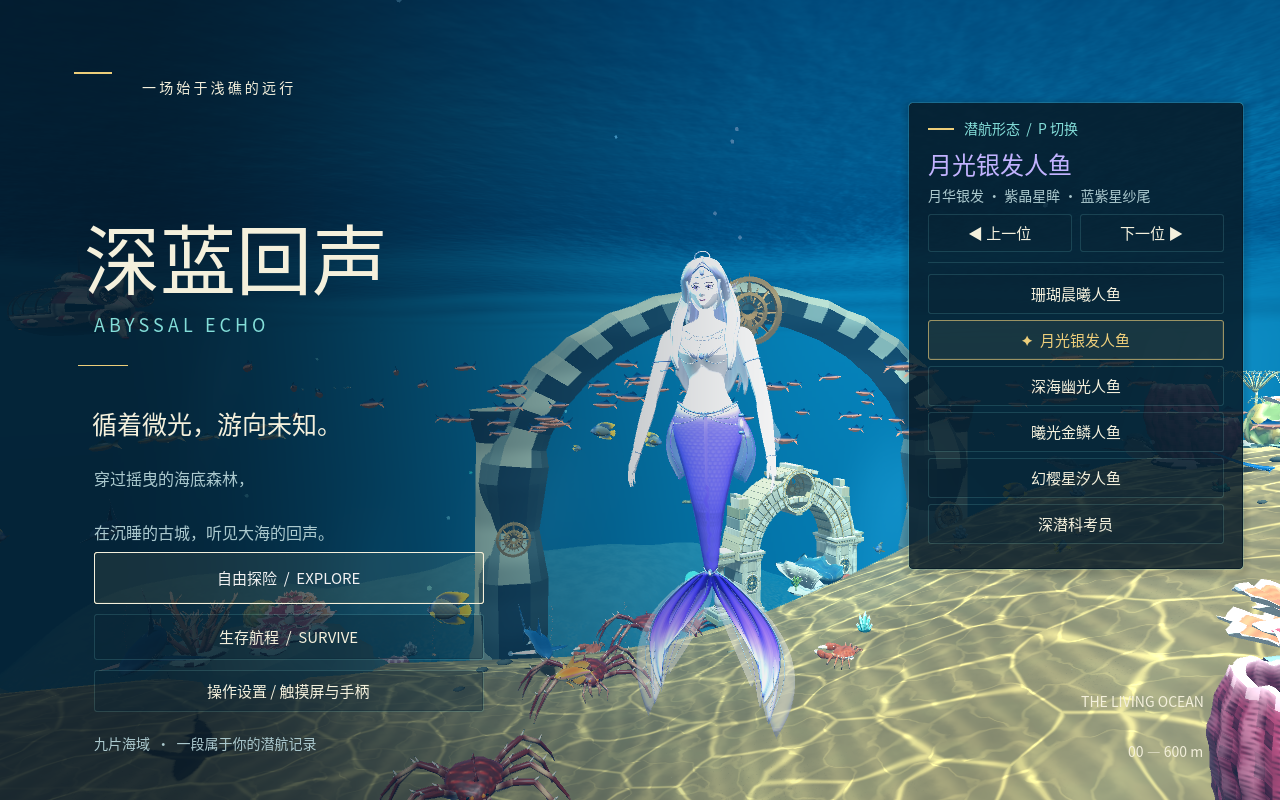 一场始于浅礁的远行
深蓝回声
ABYSSAL ECHO
循着微光，游向未知。
穿过摇曳的海底森林，
在沉睡的古城，听见大海的回声。
自由探险 / EXPLORE
生存航程 / SURVIVE
操作设置 / 触摸屏与手柄
九片海域 · 一段属于你的潜航记录
潜航形态 / P 切换
月光银发人鱼
月华银发 · 紫晶星眸 · 蓝紫星纱尾
◀ 上一位
下一位 ▶
珊瑚晨曦人鱼
✦ 月光银发人鱼
深海幽光人鱼
曦光金鳞人鱼
幻樱星汐人鱼
深潜科考员
THE LIVING OCEAN
00 — 600 m